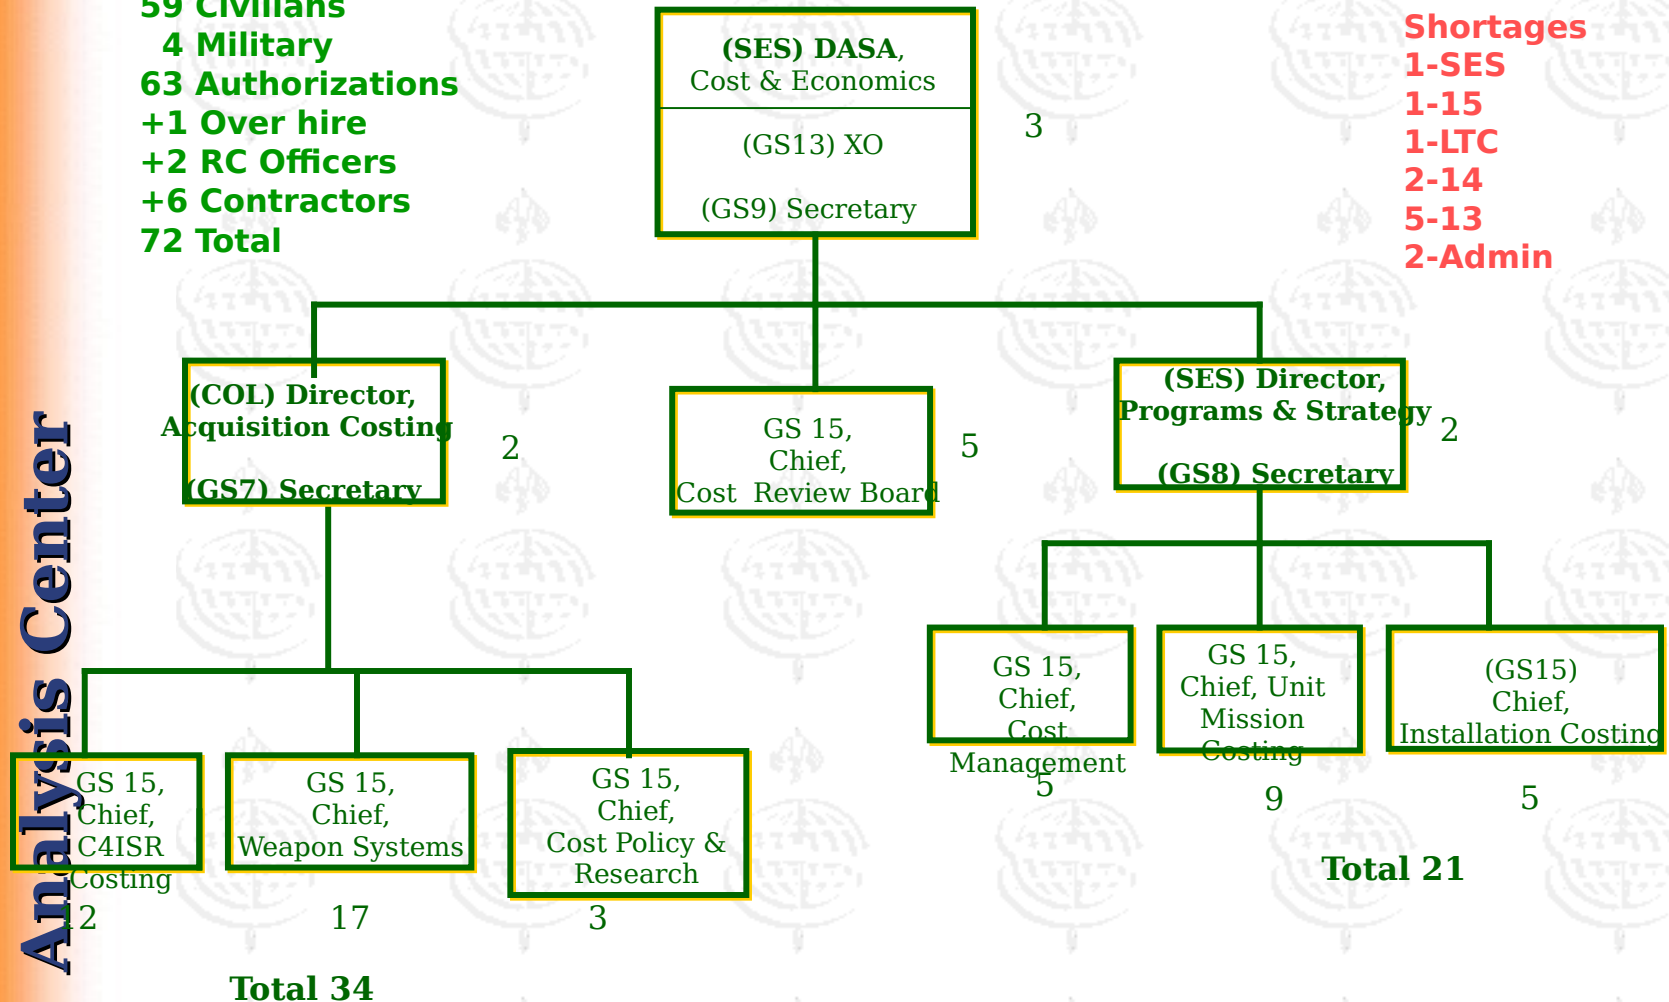 59 Civilians
4 Military
63 Authorizations
+1 Over hire
+2 RC Officers
+6 Contractors
72 Total
(SES) DASA,
Cost & Economics
(GS13) XO
(GS9) Secretary
3
Shortages
1-SES
1-15
1-LTC
2-14
5-13
2-Admin
(COL) Director,
Acquisition Costing
(GS7) Secretary
2
GS 15,
Chief,
Cost  Review Board
5
(SES) Director,
Programs & Strategy
(GS8) Secretary
2
GS 15,
Chief,
Cost
Management
5
GS 15,
Chief, Unit
Mission
Costing
9
(GS15)
Chief,
Installation Costing
5
Total 21
GS 15,
Chief,
C4ISR
Costing
12
GS 15,
Chief,
Weapon Systems
17
GS 15,
Chief,
Cost Policy &
Research
3
Total 34
Analysis Center